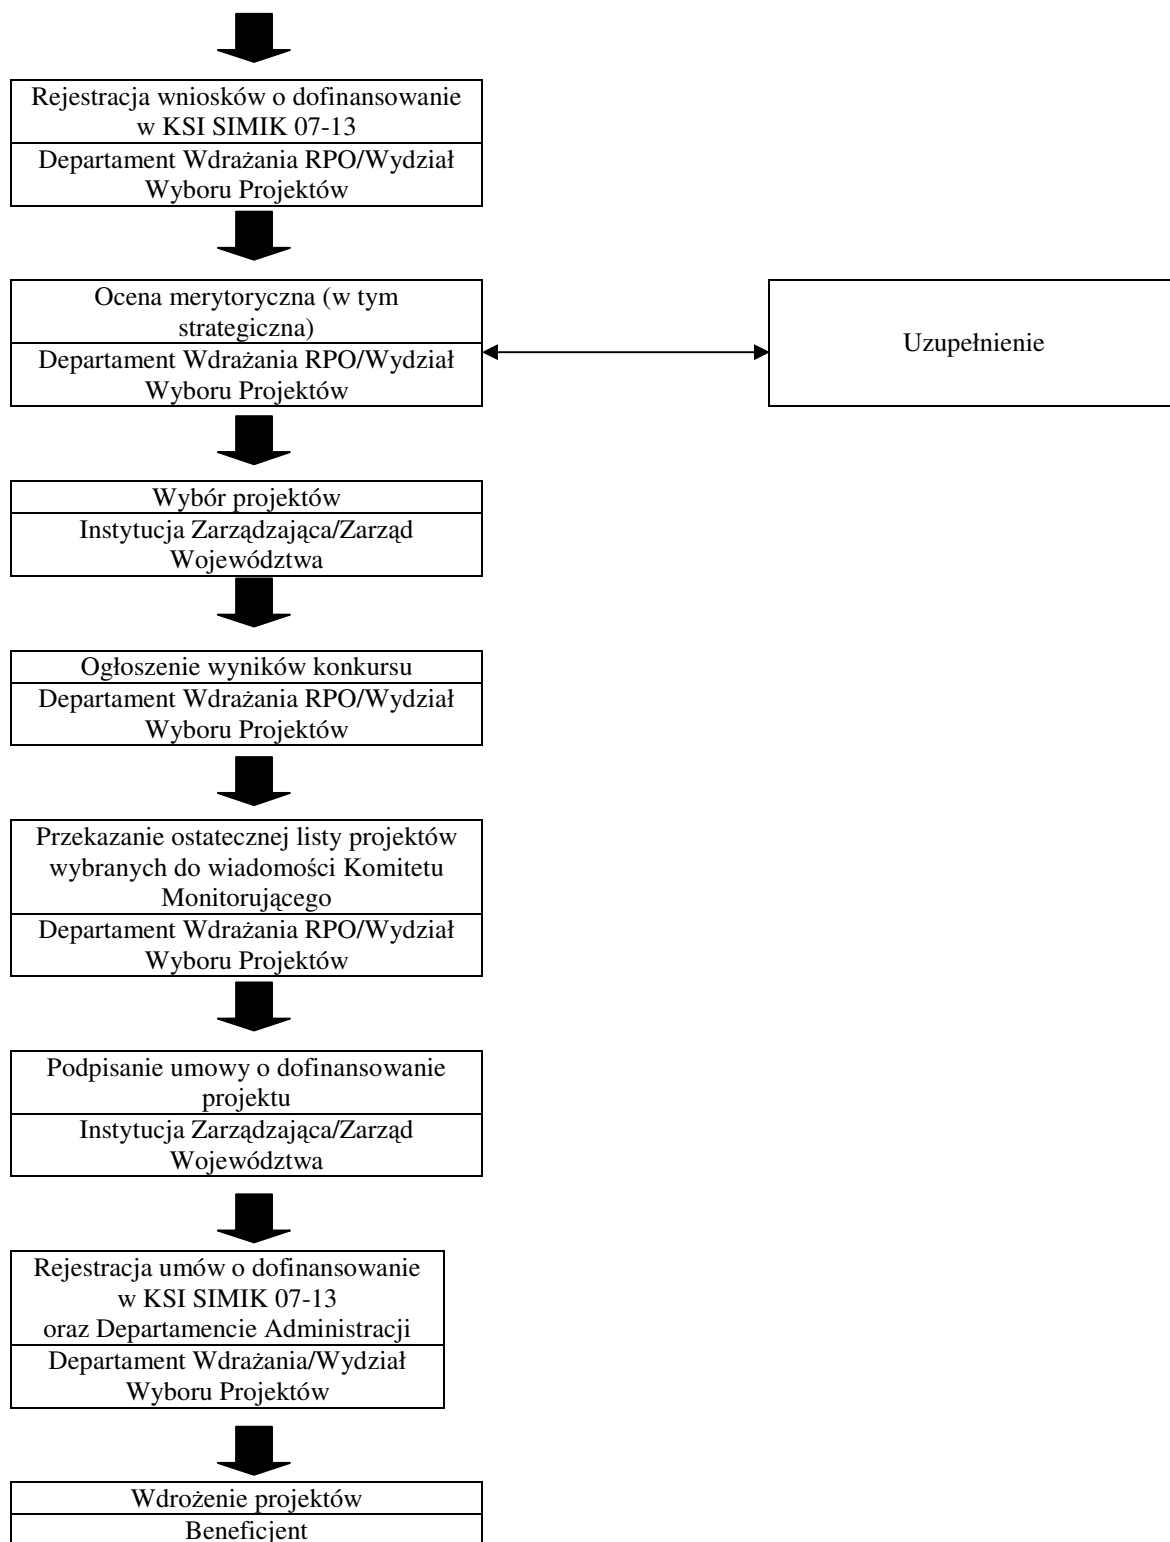 Rejestracja wniosków o dofinansowanie
w KSI SIMIK 07-13
Departament Wdrażania RPO/Wydział
Wyboru Projektów
Ocena merytoryczna (w tym
strategiczna)
Departament Wdrażania RPO/Wydział
Wyboru Projektów
Uzupełnienie
Wybór projektów
Instytucja Zarządzająca/Zarząd
Województwa
Ogłoszenie wyników konkursu
Departament Wdrażania RPO/Wydział
Wyboru Projektów
Przekazanie ostatecznej listy projektów
wybranych do wiadomości Komitetu
Monitorującego
Departament Wdrażania RPO/Wydział
Wyboru Projektów
Podpisanie umowy o dofinansowanie
projektu
Instytucja Zarządzająca/Zarząd
Województwa
Rejestracja umów o dofinansowanie
w KSI SIMIK 07-13
oraz Departamencie Administracji
Departament Wdrażania/Wydział
Wyboru Projektów
Wdrożenie projektów
Beneficjent